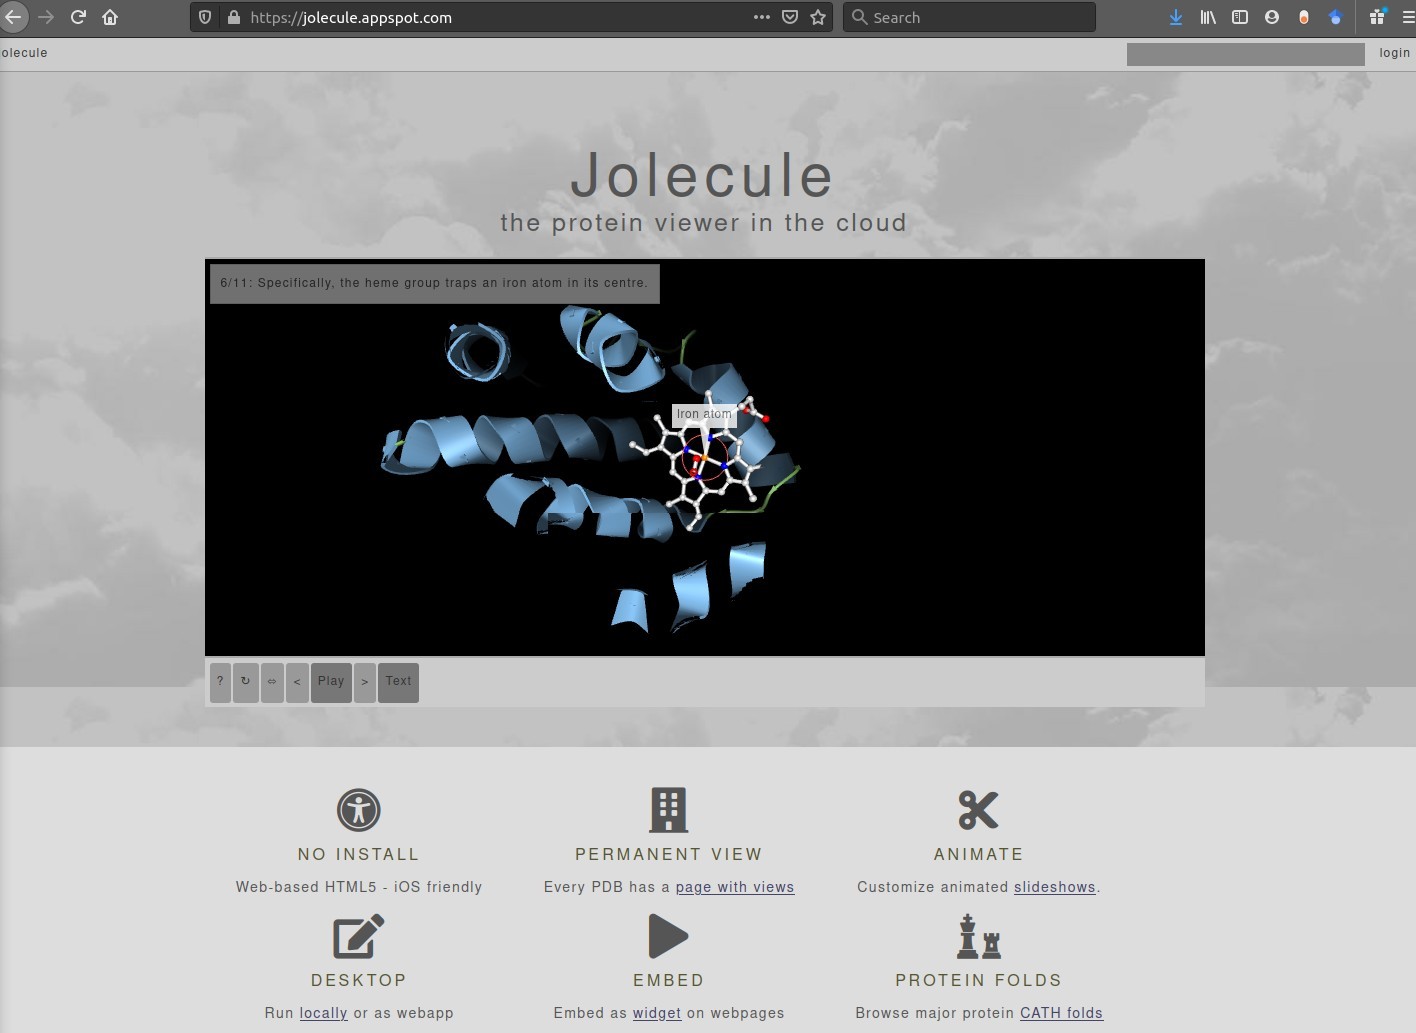 https://jolecule.appspot.com
Search
olecule
login
Jolecule
the protein viewer in the cloud
6/11: Specifically, the heme group traps an iron atom in its centre.
Iron atom
? ↻ ⇔ < Play > Text
NO INSTALL
Web-based HTML5 - iOS friendly
PERMANENT VIEW
Every PDB has a page with views
ANIMATE
Customize animated slideshows.
DESKTOP
Run locally or as webapp
EMBED
Embed as widget on webpages
PROTEIN FOLDS
Browse major protein CATH folds